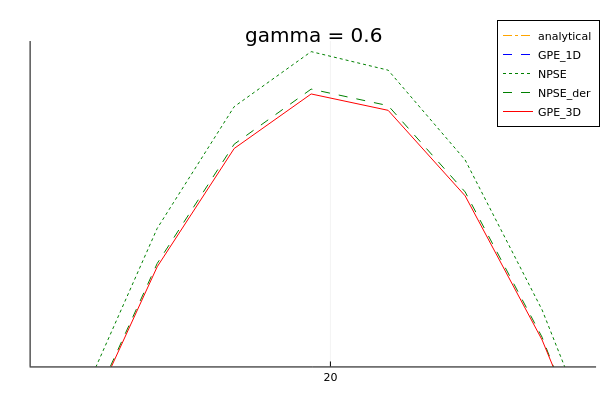 gamma = 0.6
analytical
GPE_1D
NPSE
NPSE_der
GPE_3D
20